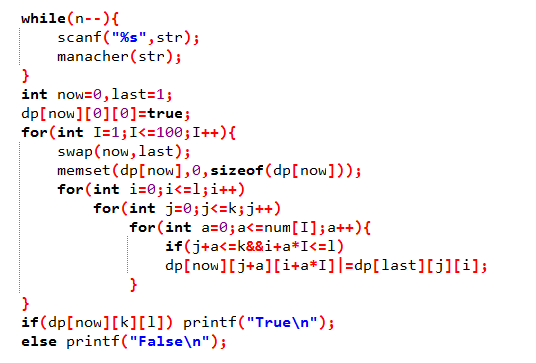 while(n--){
    scanf("%s",str);
    manacher(str);
}
int now=0,last=1;
dp[now][0][0]=true;
for(int I=1;I<=100;I++){
    swap(now,last);
    memset(dp[now],0,sizeof(dp[now]));
    for(int i=0;i<=l;i++)
        for(int j=0;j<=k;j++)
            for(int a=0;a<=num[I];a++){
                if(j+a<=k&&i+a*I<=l)
                dp[now][j+a][i+a*I]|=dp[last][j][i];
            }
}
if(dp[now][k][l]) printf("True\n");
else printf("False\n");